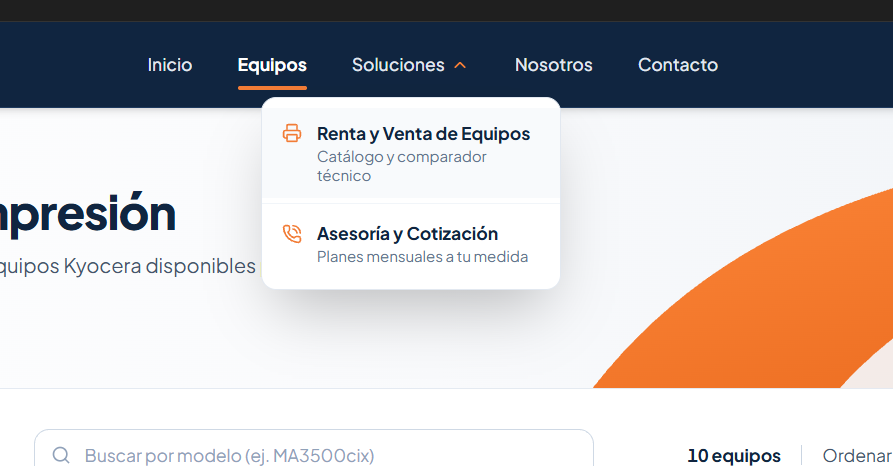 Inicio Equipos Soluciones Nosotros Contacto
Renta y Venta de Equipos
Catálogo y comparador
técnico
Asesoría y Cotización
Planes mensuales a tu medida
mpresión
quipos Kyocera disponibles
Buscar por modelo (ej. MA3500cix)
10 equipos
Ordenar